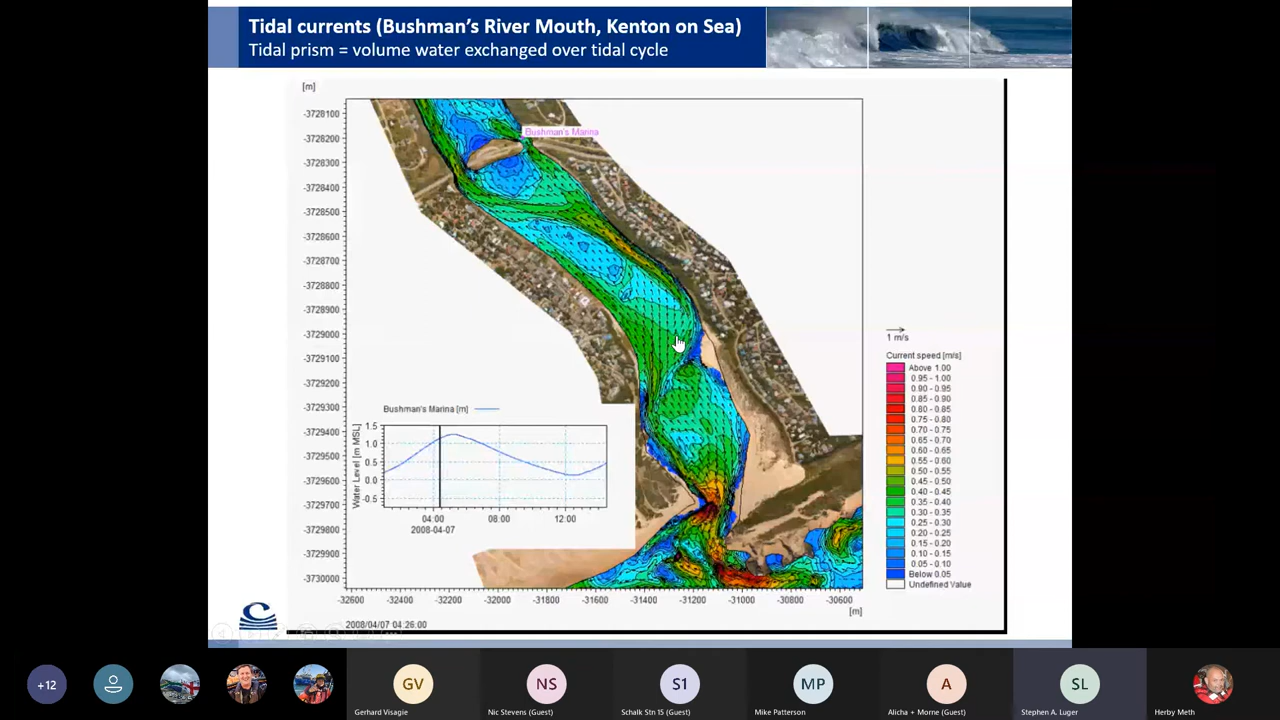 Tidal currents (Bushman's River Mouth, Kenton on Sea)
Tidal prism = volume water exchanged over tidal cycle
[m]
-3728100
-3728200
-3728300
-3728400
-3728500
-3728600
-3728700
-3728800
-3728900
-3729000
-3729100
-3729200
-3729300
-3729400
-3729500
-3729600
-3729700
-3729800
-3729900
-3730000
Bushman's Marina
Bushman's Marina [m]
Water Level [m MSL]
1.5
1.0
0.5
0.0
-0.5
04:00 08:00 12:00
2008-04-07
1 m/s
Current speed [m/s]
Above 1.00
0.95 - 1.00
0.90 - 0.95
0.85 - 0.90
0.80 - 0.85
0.75 - 0.80
0.70 - 0.75
0.65 - 0.70
0.60 - 0.65
0.55 - 0.60
0.50 - 0.55
0.45 - 0.50
0.40 - 0.45
0.35 - 0.40
0.30 - 0.35
0.25 - 0.30
0.20 - 0.25
0.15 - 0.20
0.10 - 0.15
0.05 - 0.10
Below 0.05
Undefined Value
-32600 -32400 -32200 -32000 -31800 -31600 -31400 -31200 -31000 -30800 -30600
[m]
2008/04/07 04:26:00
+12
GV
NS
S1
MP
A
SL
Gerhard Visagie
Nic Stevens (Guest)
Schalk Stn 15 (Guest)
Mike Patterson
Alicha + Morne (Guest)
Stephen A. Luger
Herby Meth